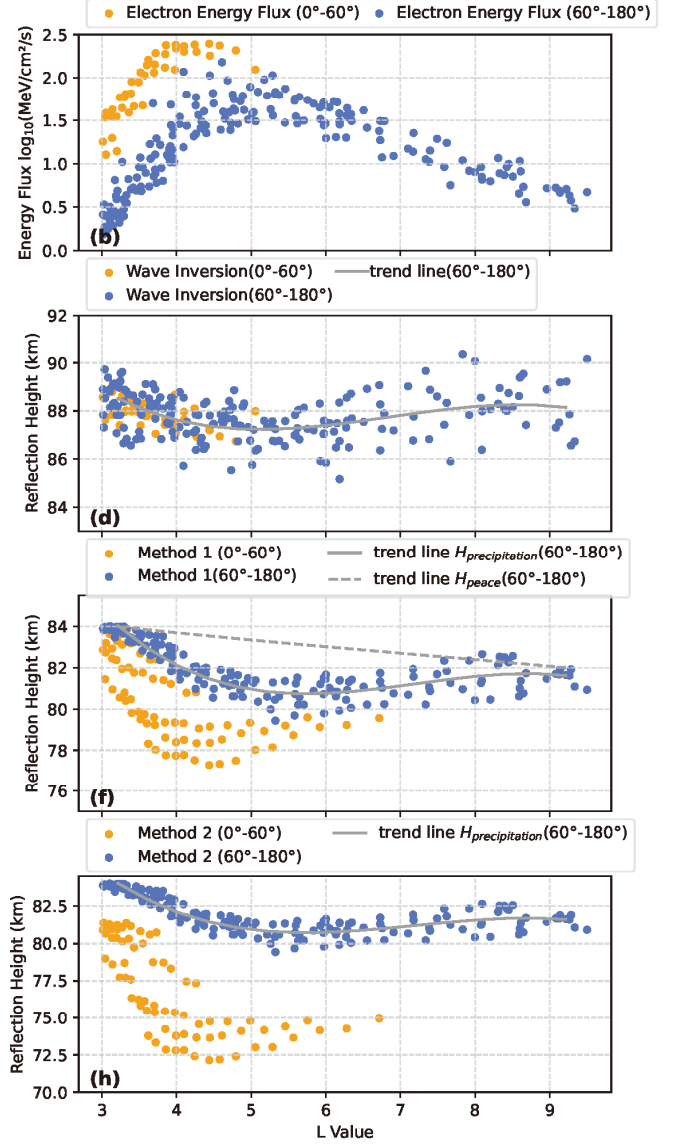 Electron Energy Flux (0°-60°) Electron Energy Flux (60°-180°)
2.5
2.0
1.5
1.0
0.5
0.0
Energy Flux log10(MeV/cm²/s)
(b)
Wave Inversion(0°-60°) trend line(60°-180°)
Wave Inversion(60°-180°)
92
90
88
86
84
Reflection Height (km)
(d)
Method 1 (0°-60°) trend line Hprecipitation(60°-180°)
Method 1(60°-180°) trend line Hpeace(60°-180°)
84
82
80
78
76
Reflection Height (km)
(f)
Method 2 (0°-60°) trend line Hprecipitation(60°-180°)
Method 2 (60°-180°)
82.5
80.0
77.5
75.0
72.5
70.0
Reflection Height (km)
(h)
3 4 5 6 7 8 9
L Value